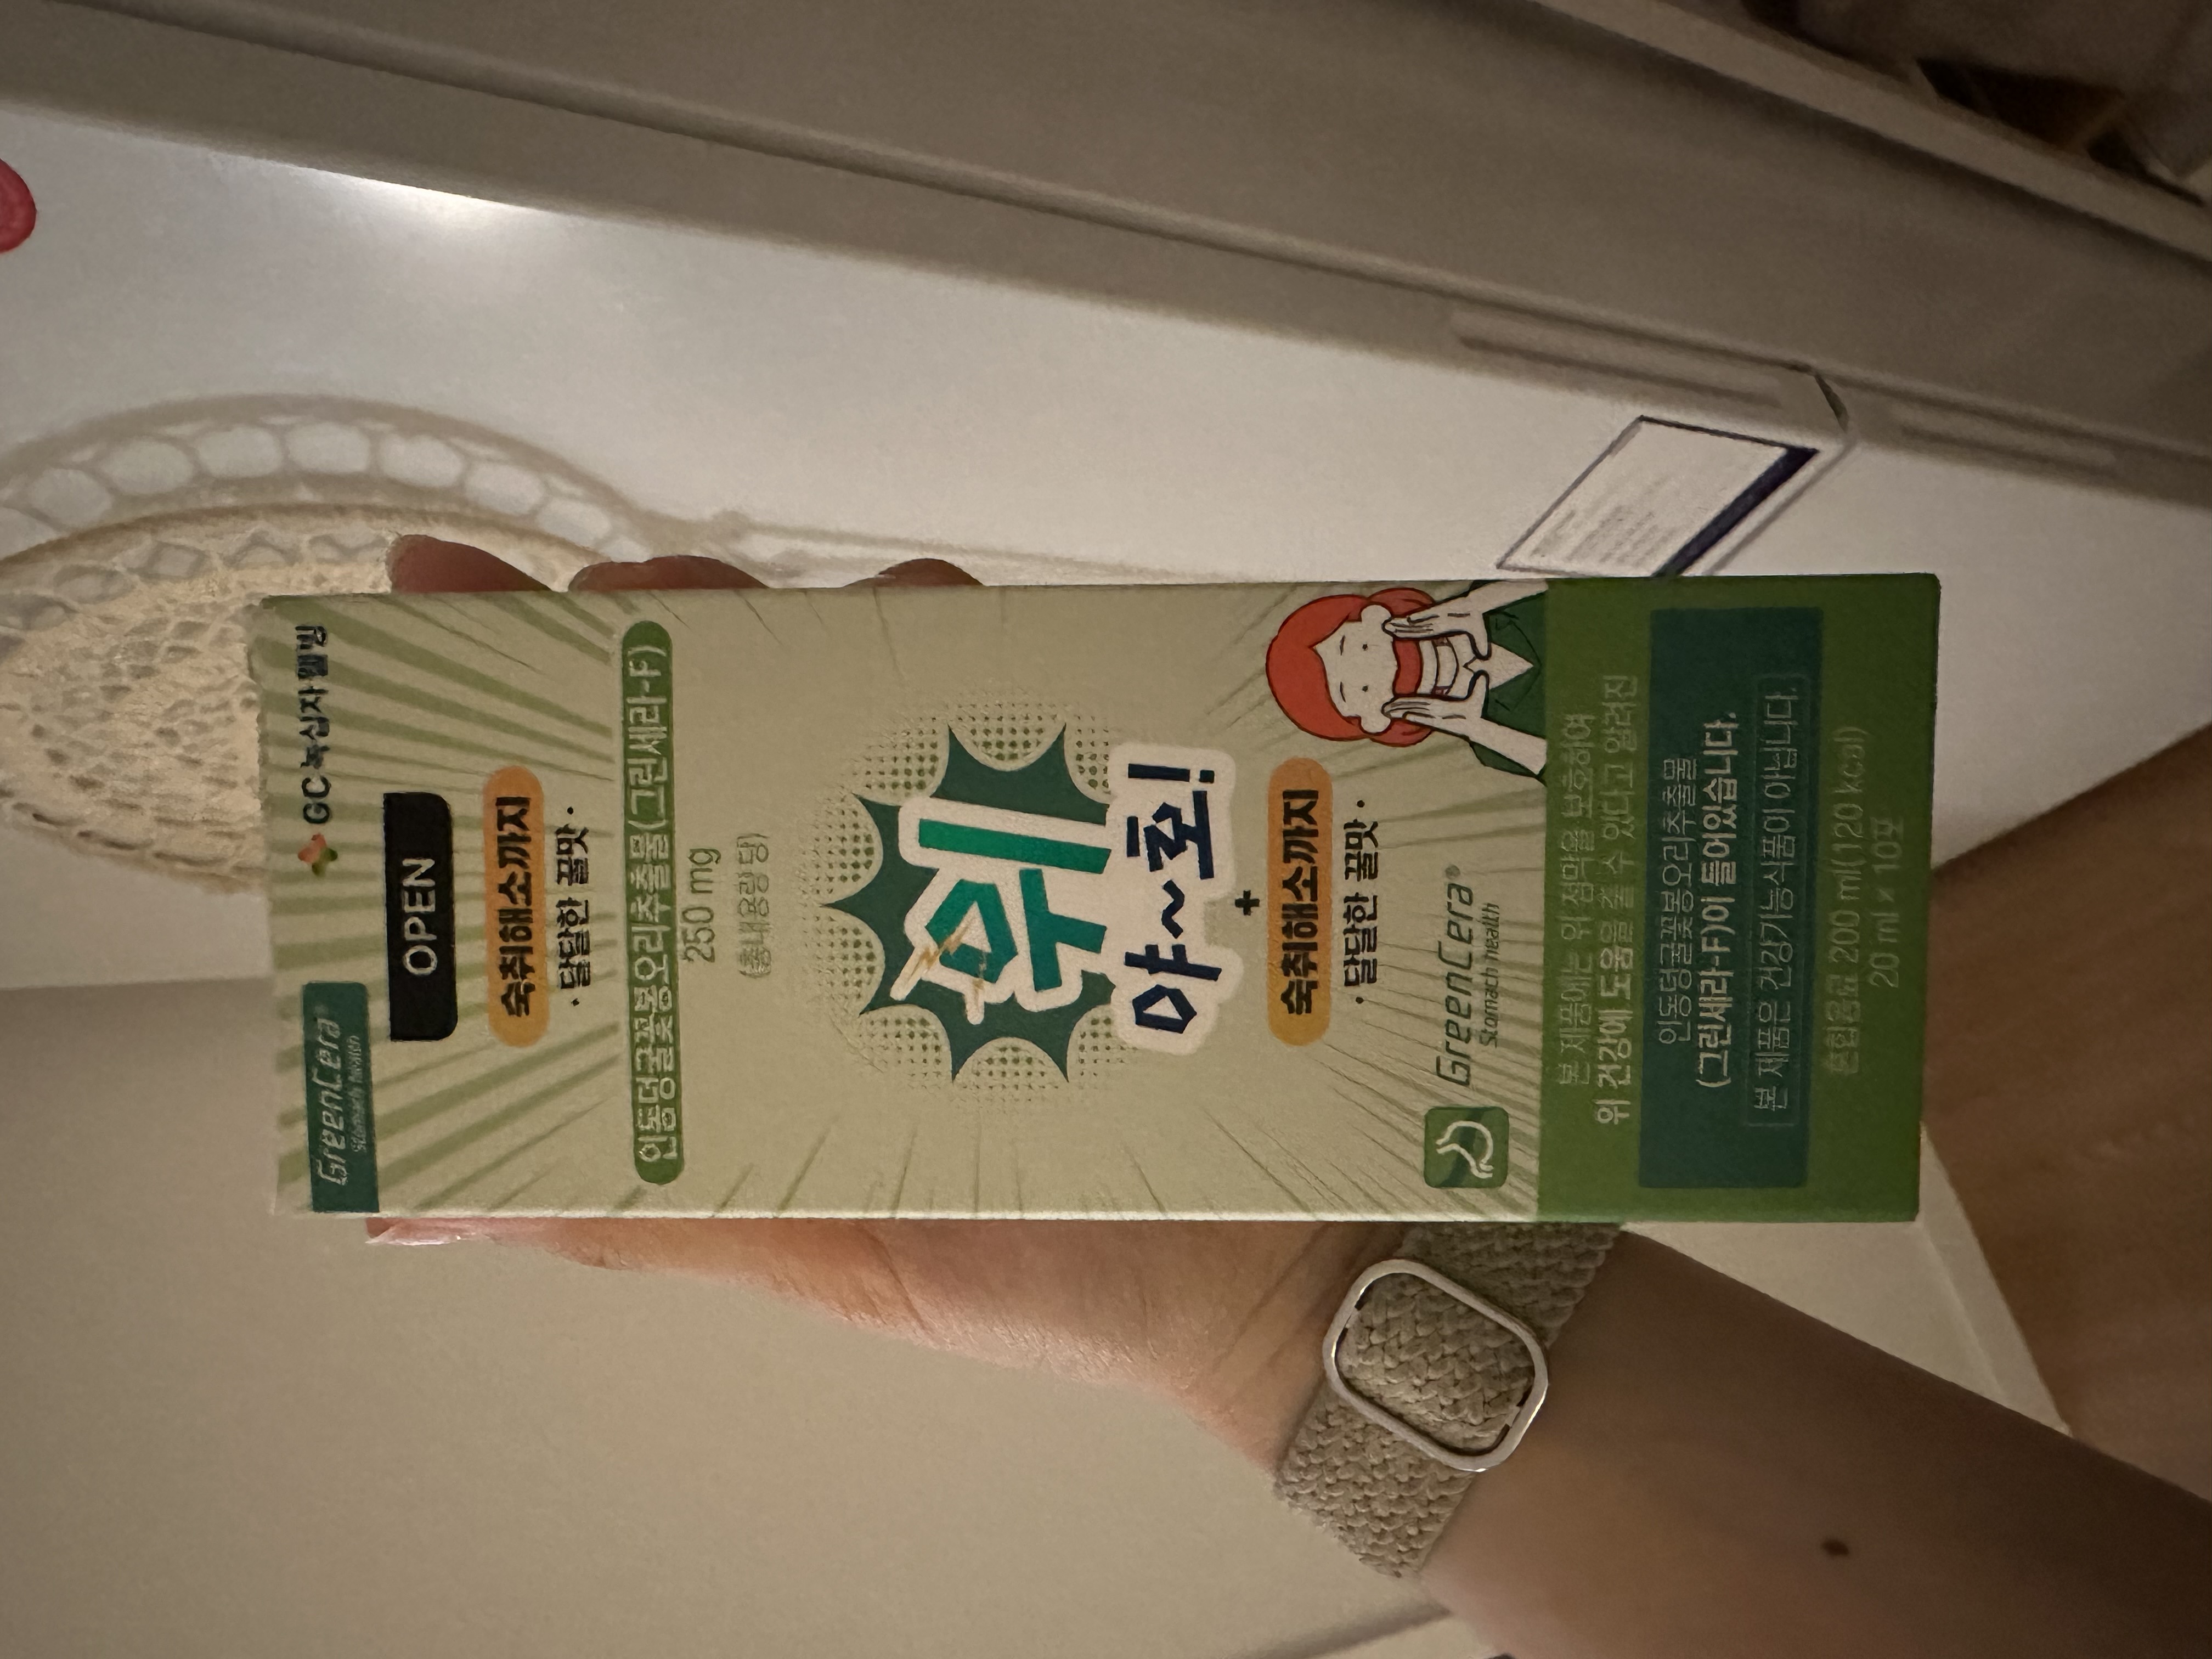 GreenCera®
Stomach health
GC녹십자웰빙
OPEN
숙취해소까지
· 달달한 꿀맛 ·
인동덩굴꽃봉오리추출물(그린세라-F)
250 mg
(총내용량 당)
위
야~호!
+
숙취해소까지
· 달달한 꿀맛 ·
GreenCera®
Stomach health
본 제품에는 위 점막을 보호하여
위 건강에 도움을 줄 수 있다고 알려진
인동덩굴꽃봉오리추출물
(그린세라-F)이 들어있습니다.
본 제품은 건강기능식품이 아닙니다.
혼합음료 200 ml(120 kcal)
20 ml × 10포